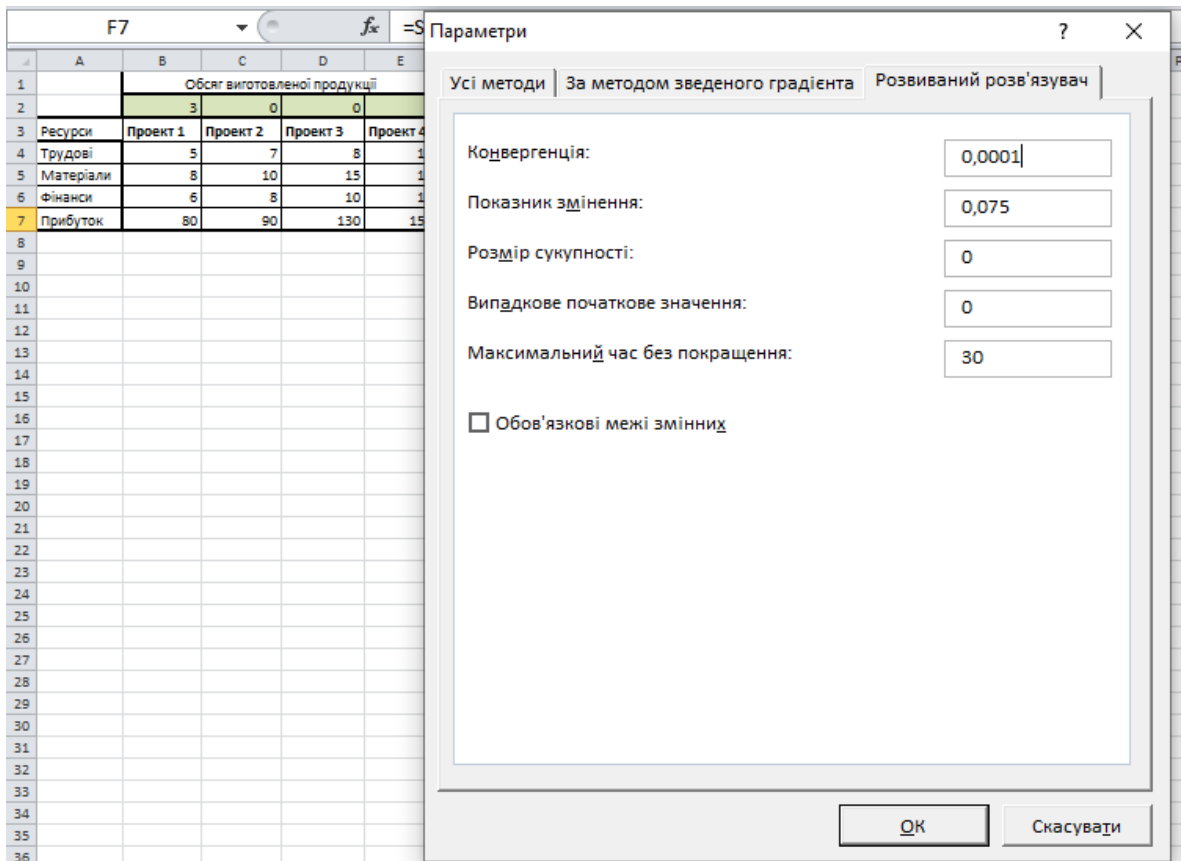 F7 fx =S
Параметри ?
A B C D E
Усі методи За методом зведеного градієнта Розвиваний розв'язувач
1 Обсяг виготовленої продукції
2 3 0 0
3 Ресурси Проект 1 Проект 2 Проект 3 Проект 4
4 Трудові 5 7 8 1
5 Матеріали 8 10 15 1
6 Фінанси 6 8 10 1
7 Прибуток 80 90 130 15
8
9
10
11
12
13
14
15
16
17
18
19
20
21
22
23
24
25
26
27
28
29
30
31
32
33
34
35
36
Конвергенція: 0,0001
Показник змінення: 0,075
Розмір сукупності: 0
Випадкове початкове значення: 0
Максимальний час без покращення: 30
Обов'язкові межі змінних
ОК Скасувати